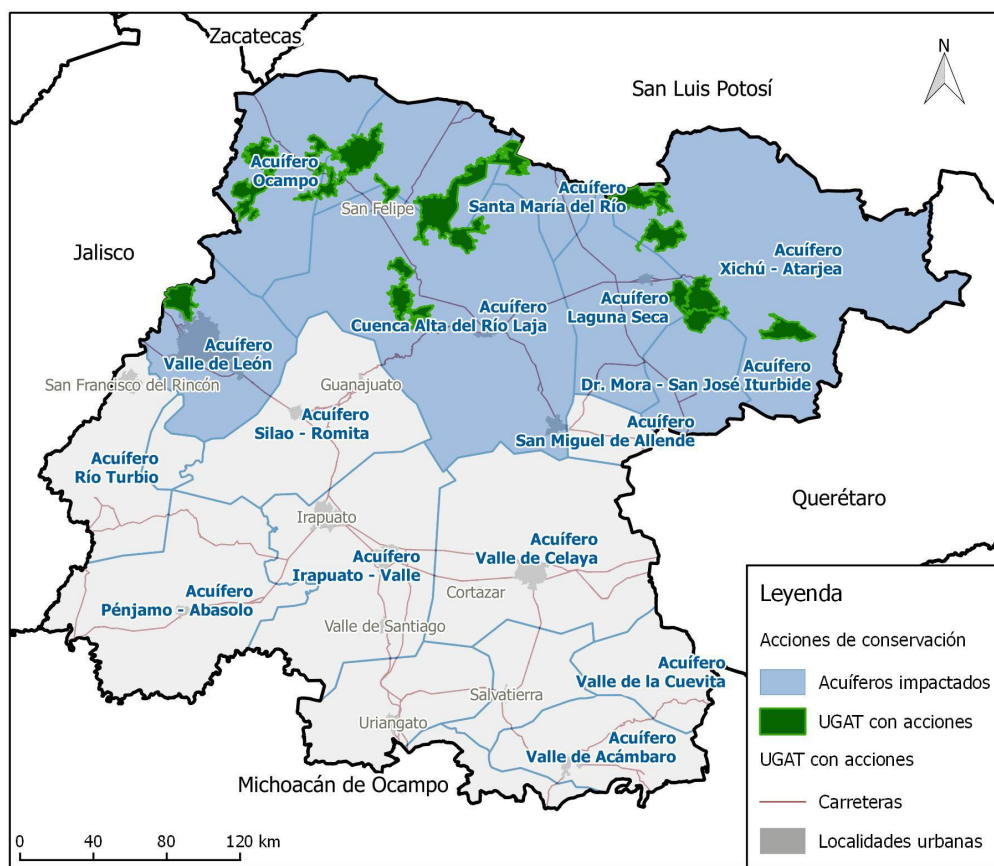 Zacatecas
N
San Luis Potosí
Acuífero
Ocampo
San Felipe
Acuífero
Santa María del Río
Jalisco
Acuífero
Xichú - Atarjea
Acuífero
Laguna Seca
Acuífero
Cuenca Alta del Río Laja
Acuífero
Valle de León
Acuífero
Dr. Mora - San José Iturbide
San Francisco del Rincón
Guanajuato
Acuífero
Silao - Romita
Acuífero
San Miguel de Allende
Acuífero
Río Turbio
Querétaro
Irapuato
Acuífero
Valle de Celaya
Acuífero
Irapuato - Valle
Cortazar
Acuífero
Pénjamo - Abasolo
Valle de Santiago
Acuífero
Valle de la Cuevita
Salvatierra
Uriangato
Acuífero
Valle de Acámbaro
Michoacán de Ocampo
Leyenda
Acciones de conservación
Acuíferos impactados
UGAT con acciones
UGAT con acciones
Carreteras
Localidades urbanas
0 40 80 120 km